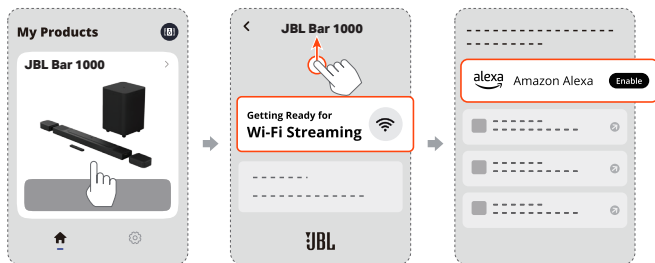 My Products
JBL Bar 1000
JBL Bar 1000
Getting Ready for
Wi-Fi Streaming
JBL
alexa
Amazon Alexa
Enable